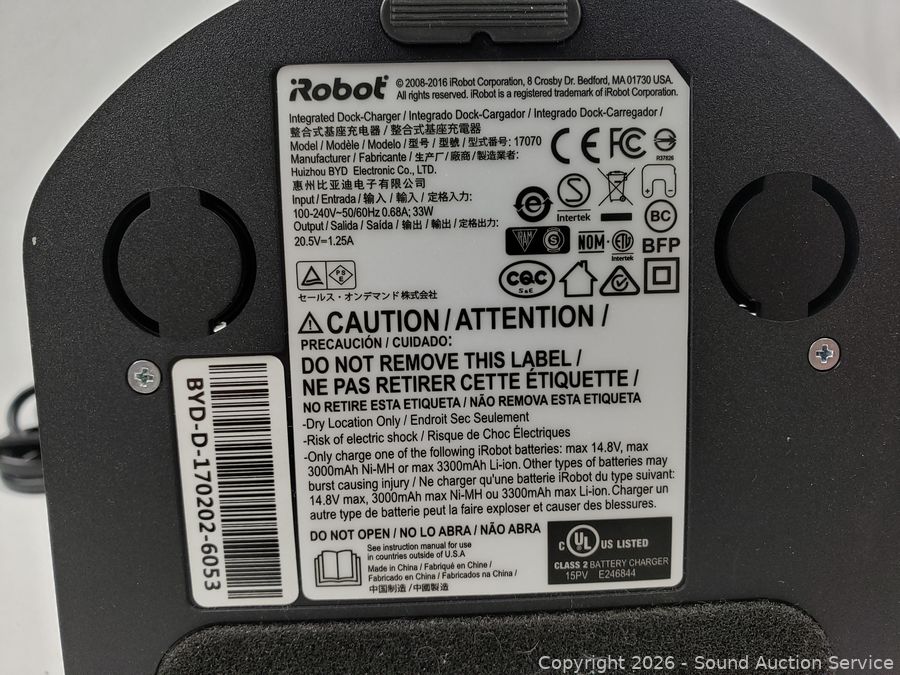 iRobot © 2008-2016 iRobot Corporation, 8 Crosby Dr. Bedford, MA 01730 USA.
All rights reserved. iRobot is a registered trademark of iRobot Corporation.
Integrated Dock-Charger / Integrado Dock-Cargador / Integrado Dock-Carregador /
整合式基座充电器 / 整合式基座充電器
Model / Modèle / Modelo / 型号 / 型號 / 型式番号: 17070
Manufacturer / Fabricante / 生产厂 / 廠商 / 製造業者:
Huizhou BYD Electronic Co., LTD.
惠州比亚迪电子有限公司
Input / Entrada / 输入 / 輸入 / 定格入力:
100-240V~50/60Hz 0.68A; 33W
Output / Salida / Saída / 输出 / 輸出 / 定格出力:
20.5V=1.25A
CE FC
R37826
Intertek
BC
NOM
ETL
Intertek
BFP
PSE
CQC
S&E
セールス・オンデマンド株式会社
CAUTION / ATTENTION /
PRECAUCIÓN / CUIDADO:
DO NOT REMOVE THIS LABEL /
NE PAS RETIRER CETTE ÉTIQUETTE /
NO RETIRE ESTA ETIQUETA / NÃO REMOVA ESTA ETIQUETA
-Dry Location Only / Endroit Sec Seulement
-Risk of electric shock / Risque de Choc Électriques
-Only charge one of the following iRobot batteries: max 14.8V, max
3000mAh Ni-MH or max 3300mAh Li-ion. Other types of batteries may
burst causing injury / Ne charger qu'une batterie iRobot du type suivant:
14.8V max, 3000mAh max Ni-MH ou 3300mAh max Li-ion. Charger un
autre type de batterie peut la faire exploser et causer des blessures.
DO NOT OPEN / NO LO ABRA / NÃO ABRA
See instruction manual for use
in countries outside of U.S.A
Made in China / Fabriqué en Chine /
Fabricado en China / Fabricados na China /
中国制造 / 中國製造
C UL US LISTED
CLASS 2 BATTERY CHARGER
15PV E246844
BYD-D-170202-6053
Copyright 2026 - Sound Auction Service